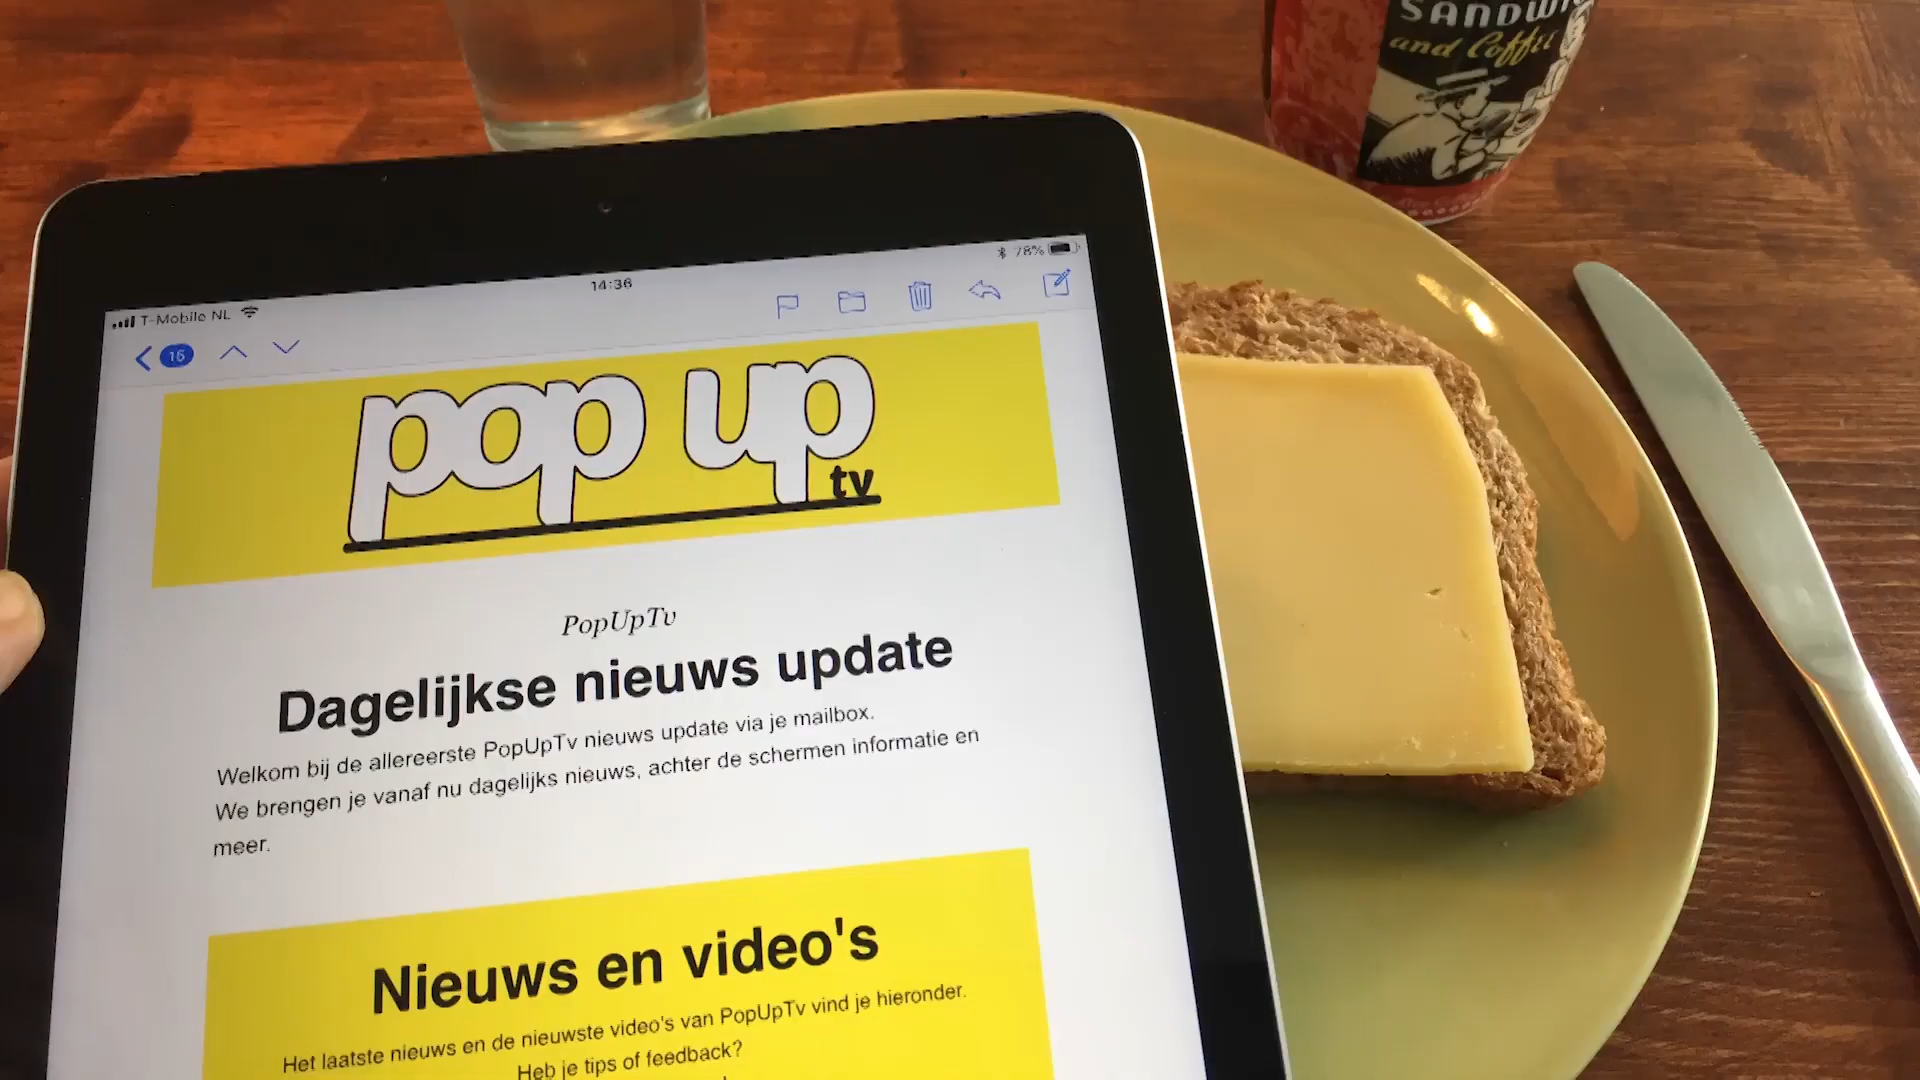 SANDWI
and Coffee
78%
14:36
T-Mobile NL
16
pop up
tv
PopUpTv
Dagelijkse nieuws update
Welkom bij de allereerste PopUpTv nieuws update via je mailbox.
We brengen je vanaf nu dagelijks nieuws, achter de schermen informatie en
meer.
Nieuws en video's
Het laatste nieuws en de nieuwste video's van PopUpTv vind je hieronder.
Heb je tips of feedback?